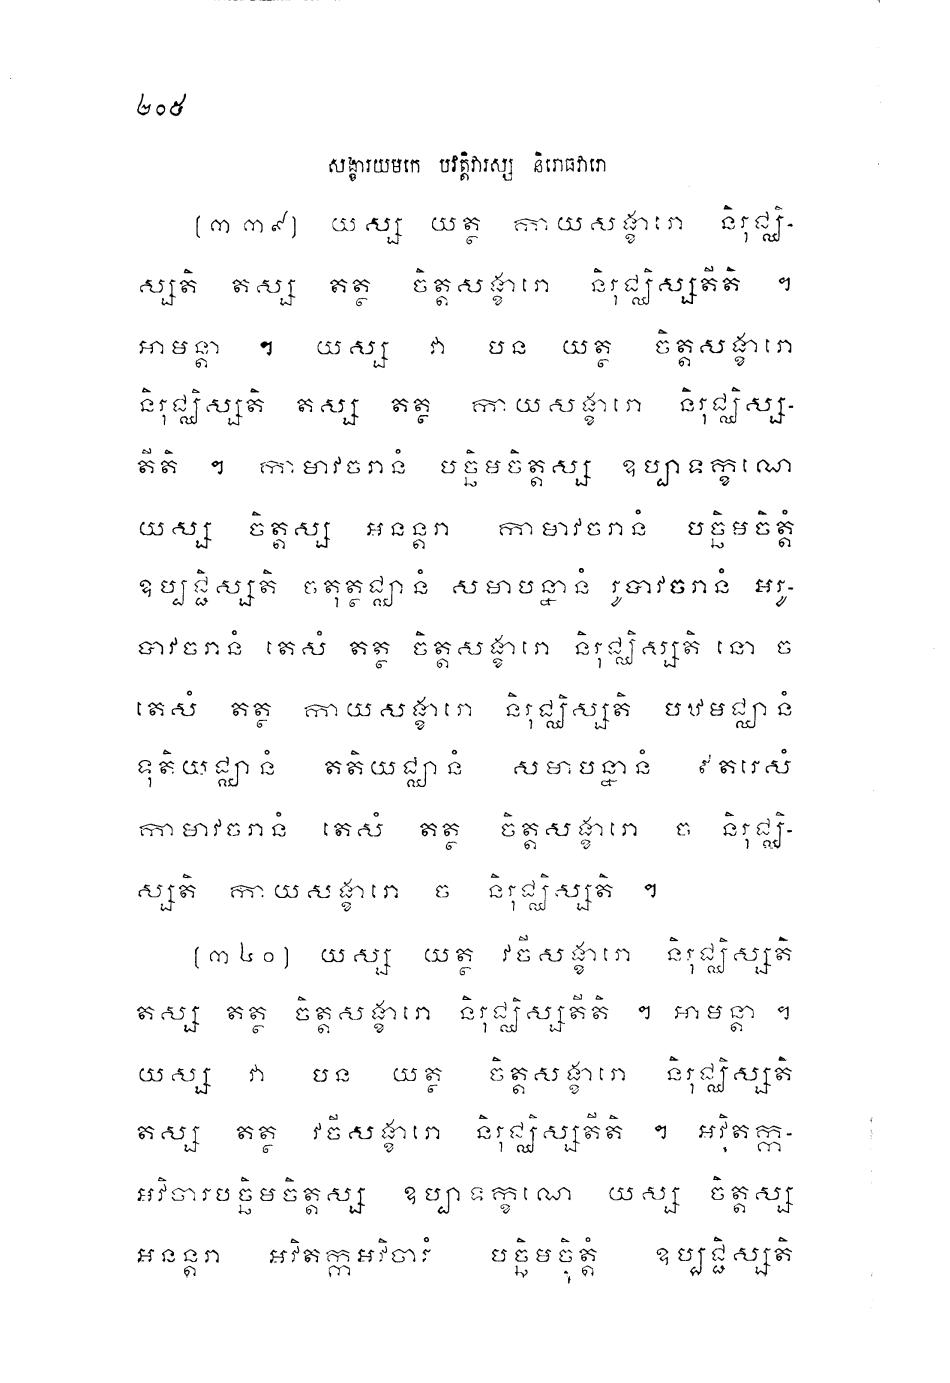 ២០៥
សង្ខារយមកេ បវត្តិវារស្ស និរោធវារោ
(៣៣៩) យស្ស យត្ថ កាយសង្ខារោ និរុជ្ឈិ-
ស្សតិ តស្ស តត្ថ ចិត្តសង្ខារោ និរុជ្ឈិស្សតីតិ ។
អាមន្តា ។ យស្ស វា បន យត្ថ ចិត្តសង្ខារោ
និរុជ្ឈិស្សតិ តស្ស តត្ថ កាយសង្ខារោ និរុជ្ឈិស្ស-
តីតិ ។ កាមាវចរានំ បច្ឆិមចិត្តស្ស ឧប្បាទក្ខណេ
យស្ស ចិត្តស្ស អនន្តរា កាមាវចរានំ បច្ឆិមចិត្តំ
ឧប្បជ្ជិស្សតិ ចតុត្ថជ្ឈានំ សមាបន្នានំ រូបាវចរានំ អរូ-
បាវចរានំ តេសំ តត្ថ ចិត្តសង្ខារោ និរុជ្ឈិស្សតិ នោ ច
តេសំ តត្ថ កាយសង្ខារោ និរុជ្ឈិស្សតិ បឋមជ្ឈានំ
ទុតិយជ្ឈានំ តតិយជ្ឈានំ សមាបន្នានំ ឥតរេសំ
កាមាវចរានំ តេសំ តត្ថ ចិត្តសង្ខារោ ច និរុជ្ឈិ-
ស្សតិ កាយសង្ខារោ ច និរុជ្ឈិស្សតិ ។
(៣៤០) យស្ស យត្ថ វចីសង្ខារោ និរុជ្ឈិស្សតិ
តស្ស តត្ថ ចិត្តសង្ខារោ និរុជ្ឈិស្សតីតិ ។ អាមន្តា ។
យស្ស វា បន យត្ថ ចិត្តសង្ខារោ និរុជ្ឈិស្សតិ
តស្ស តត្ថ វចីសង្ខារោ និរុជ្ឈិស្សតីតិ ។ អវិតក្ក-
អវិចារបច្ឆិមចិត្តស្ស ឧប្បាទក្ខណេ យស្ស ចិត្តស្ស
អនន្តរា អវិតក្កអវិចារំ បច្ឆិមចិត្តំ ឧប្បជ្ជិស្សតិ